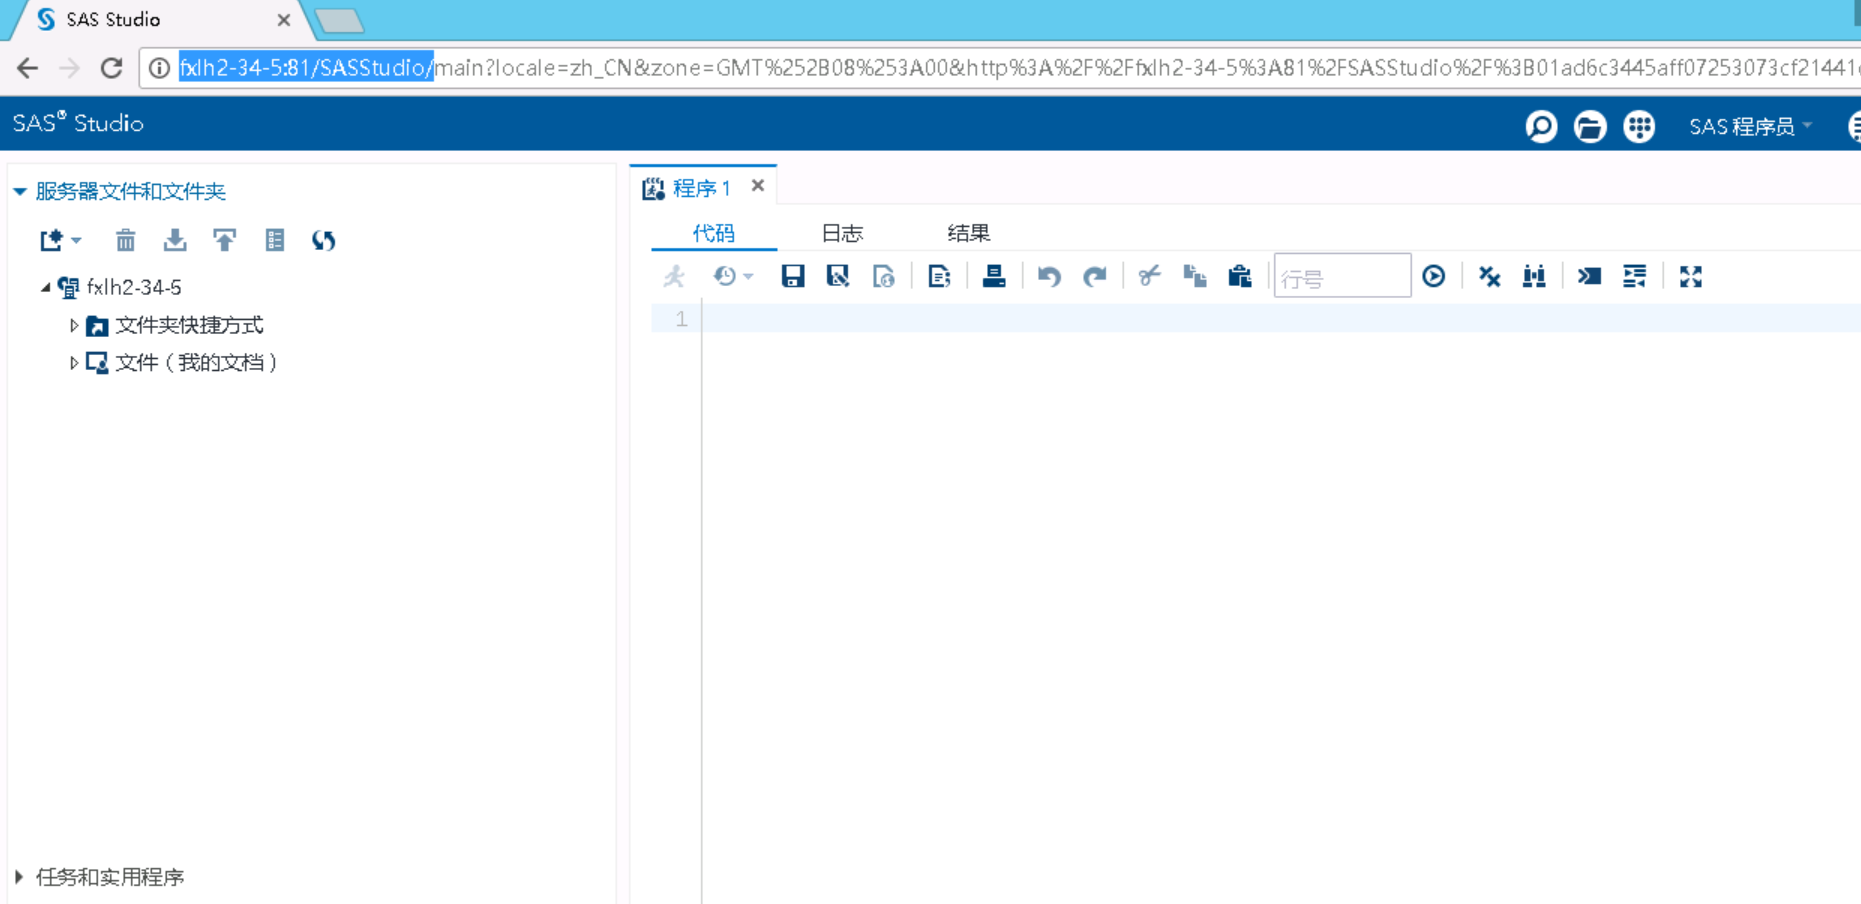 SAS Studio
fxlh2-34-5:81/SASStudio/main?locale=zh_CN&zone=GMT%252B08%253A00&http%3A%2F%2Ffxlh2-34-5%3A81%2FSASStudio%2F%3B01ad6c3445aff07253073cf21441
SAS® Studio
SAS 程序员
服务器文件和文件夹
程序 1
代码
日志
结果
行号
fxlh2-34-5
1
文件夹快捷方式
文件（我的文档）
任务和实用程序